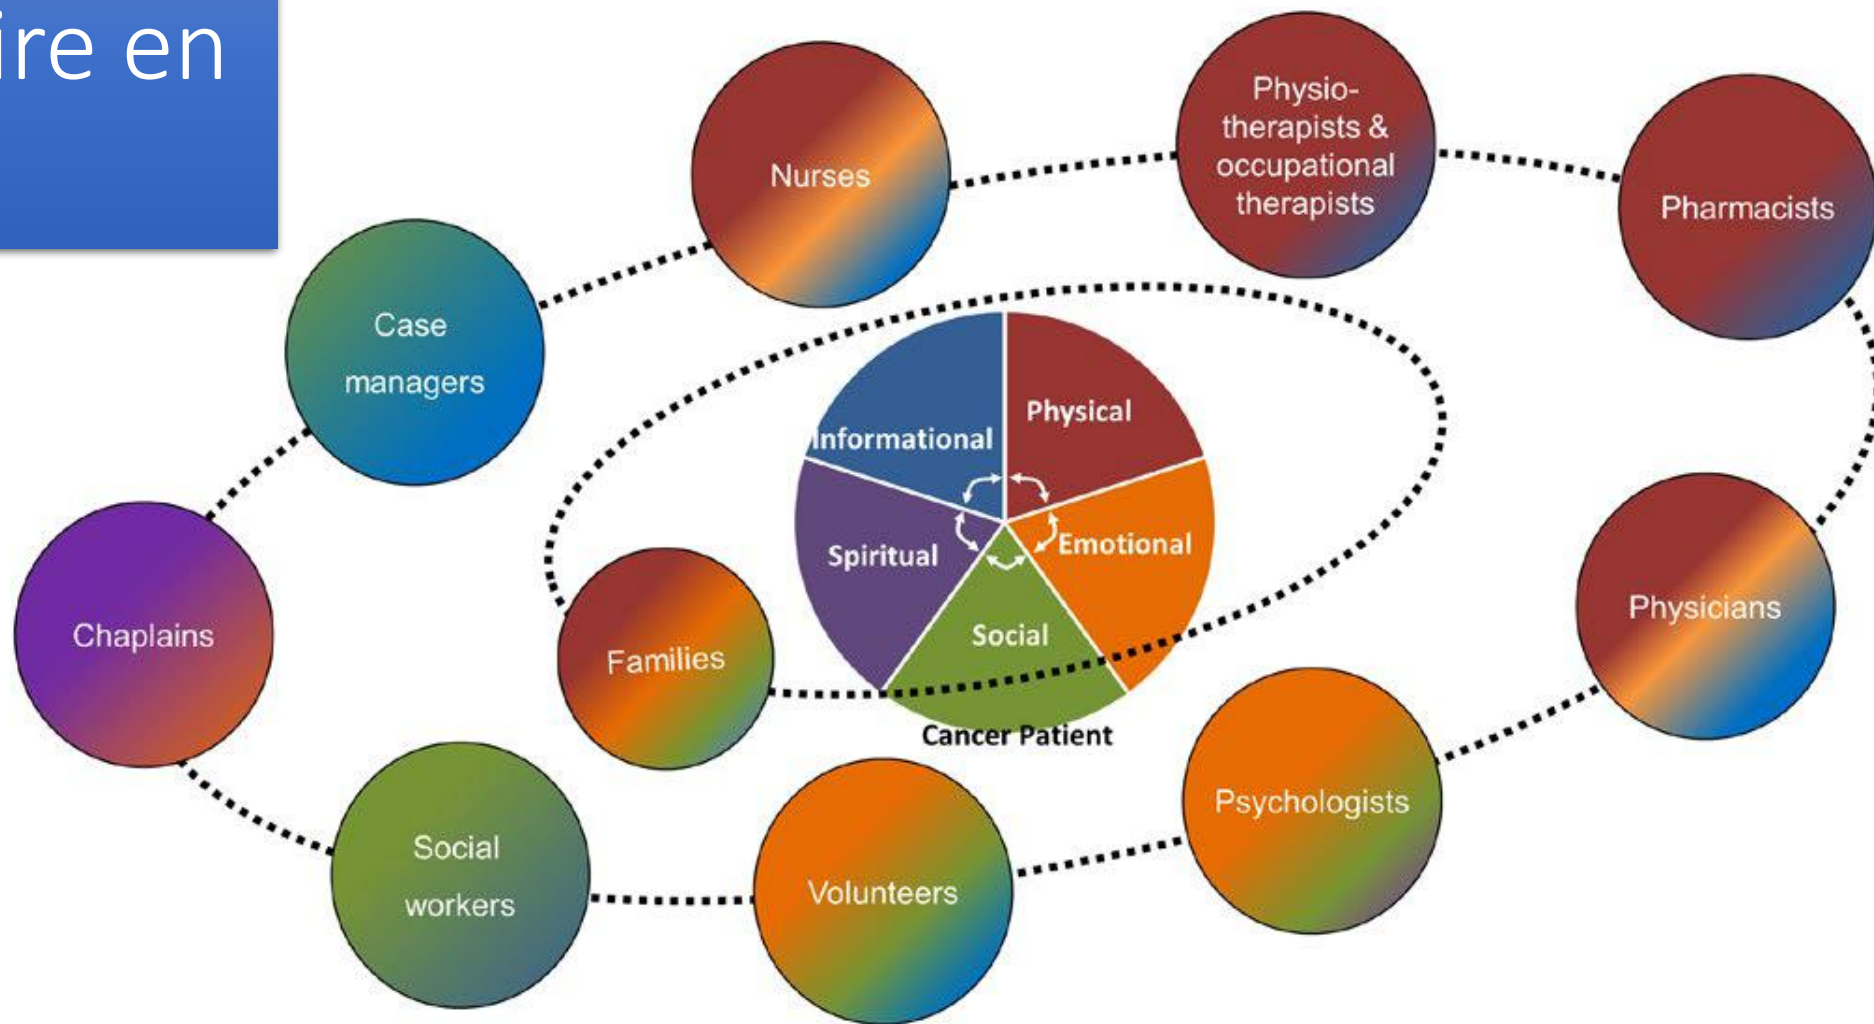 ire en
Nurses
Physio-
therapists &
occupational
therapists
Pharmacists
Case
managers
Informational
Physical
Spiritual
Emotional
Social
Cancer Patient
Families
Chaplains
Physicians
Social
workers
Volunteers
Psychologists